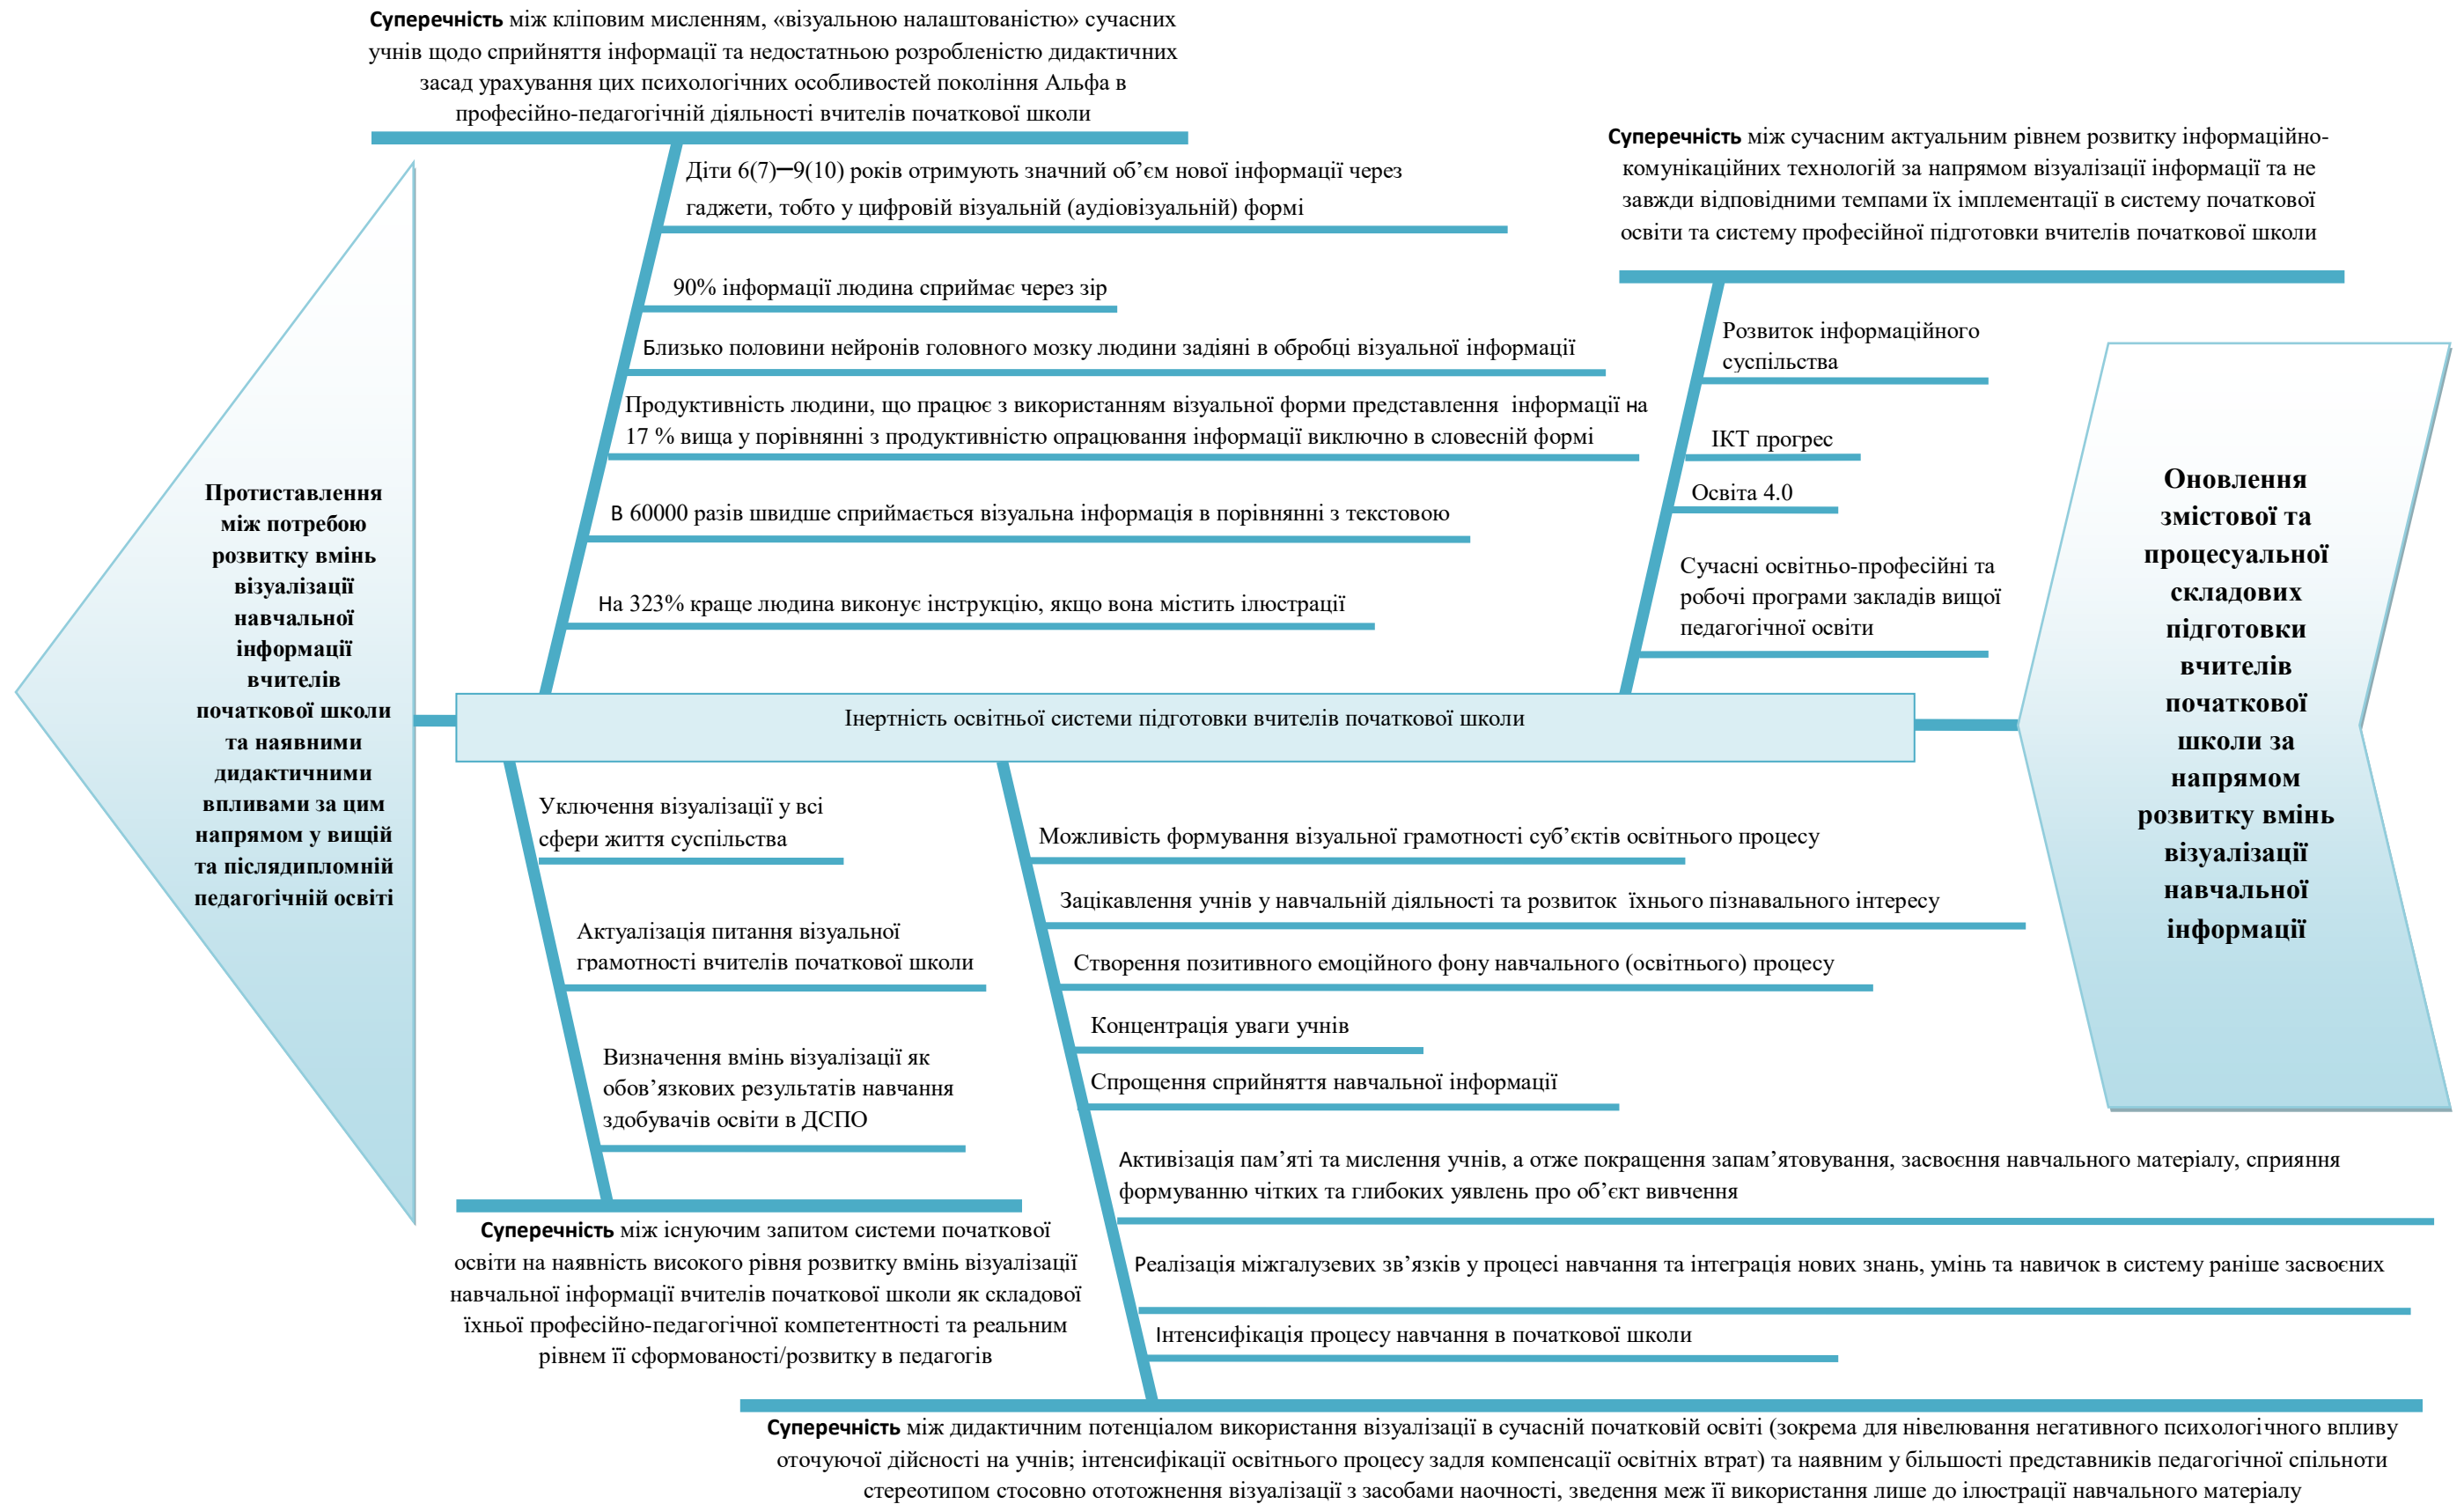 Суперечність між кліповим мисленням, «візуальною налаштованістю» сучасних
учнів щодо сприйняття інформації та недостатньою розробленістю дидактичних
засад урахування цих психологічних особливостей покоління Альфа в
професійно-педагогічній діяльності вчителів початкової школи
Діти 6(7)–9(10) років отримують значний об’єм нової інформації через
гаджети, тобто у цифровій візуальній (аудіовізуальній) формі
90% інформації людина сприймає через зір
Близько половини нейронів головного мозку людини задіяні в обробці візуальної інформації
Продуктивність людини, що працює з використанням візуальної форми представлення інформації на
17 % вища у порівнянні з продуктивністю опрацювання інформації виключно в словесній формі
В 60000 разів швидше сприймається візуальна інформація в порівнянні з текстовою
На 323% краще людина виконує інструкцію, якщо вона містить ілюстрації
Суперечність між сучасним актуальним рівнем розвитку інформаційно-
комунікаційних технологій за напрямом візуалізації інформації та не
завжди відповідними темпами їх імплементації в систему початкової
освіти та систему професійної підготовки вчителів початкової школи
Розвиток інформаційного
суспільства
ІКТ прогрес
Освіта 4.0
Сучасні освітньо-професійні та
робочі програми закладів вищої
педагогічної освіти
Протиставлення
між потребою
розвитку вмінь
візуалізації
навчальної
інформації
вчителів
початкової школи
та наявними
дидактичними
впливами за цим
напрямом у вищій
та післядипломній
педагогічній освіті
Інертність освітньої системи підготовки вчителів початкової школи
Оновлення
змістової та
процесуальної
складових
підготовки
вчителів
початкової
школи за
напрямом
розвитку вмінь
візуалізації
навчальної
інформації
Уключення візуалізації у всі
сфери життя суспільства
Актуалізація питання візуальної
грамотності вчителів початкової школи
Визначення вмінь візуалізації як
обов’язкових результатів навчання
здобувачів освіти в ДСПО
Суперечність між існуючим запитом системи початкової
освіти на наявність високого рівня розвитку вмінь візуалізації
навчальної інформації вчителів початкової школи як складової
їхньої професійно-педагогічної компетентності та реальним
рівнем її сформованості/розвитку в педагогів
Можливість формування візуальної грамотності суб’єктів освітнього процесу
Зацікавлення учнів у навчальній діяльності та розвиток їхнього пізнавального інтересу
Створення позитивного емоційного фону навчального (освітнього) процесу
Концентрація уваги учнів
Спрощення сприйняття навчальної інформації
Активізація пам’яті та мислення учнів, а отже покращення запам’ятовування, засвоєння навчального матеріалу, сприяння
формуванню чітких та глибоких уявлень про об’єкт вивчення
Реалізація міжгалузевих зв’язків у процесі навчання та інтеграція нових знань, умінь та навичок в систему раніше засвоєних
Інтенсифікація процесу навчання в початкової школи
Суперечність між дидактичним потенціалом використання візуалізації в сучасній початковій освіті (зокрема для нівелювання негативного психологічного впливу
оточуючої дійсності на учнів; інтенсифікації освітнього процесу задля компенсації освітніх втрат) та наявним у більшості представників педагогічної спільноти
стереотипом стосовно ототожнення візуалізації з засобами наочності, зведення меж її використання лише до ілюстрації навчального матеріалу